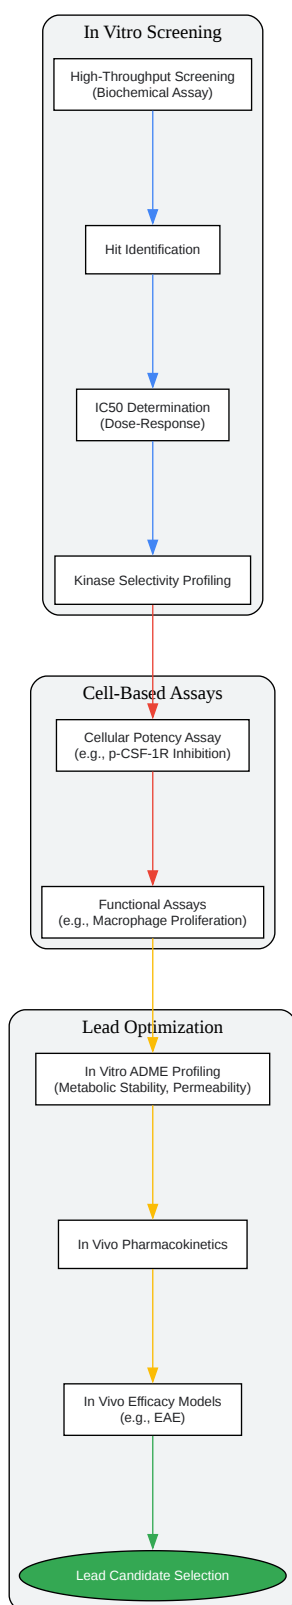 In Vitro Screening
High-Throughput Screening
(Biochemical Assay)
Hit Identification
IC50 Determination
(Dose-Response)
Kinase Selectivity Profiling
Cell-Based Assays
Cellular Potency Assay
(e.g., p-CSF-1R Inhibition)
Functional Assays
(e.g., Macrophage Proliferation)
Lead Optimization
In Vitro ADME Profiling
(Metabolic Stability, Permeability)
In Vivo Pharmacokinetics
In Vivo Efficacy Models
(e.g., EAE)
Lead Candidate Selection